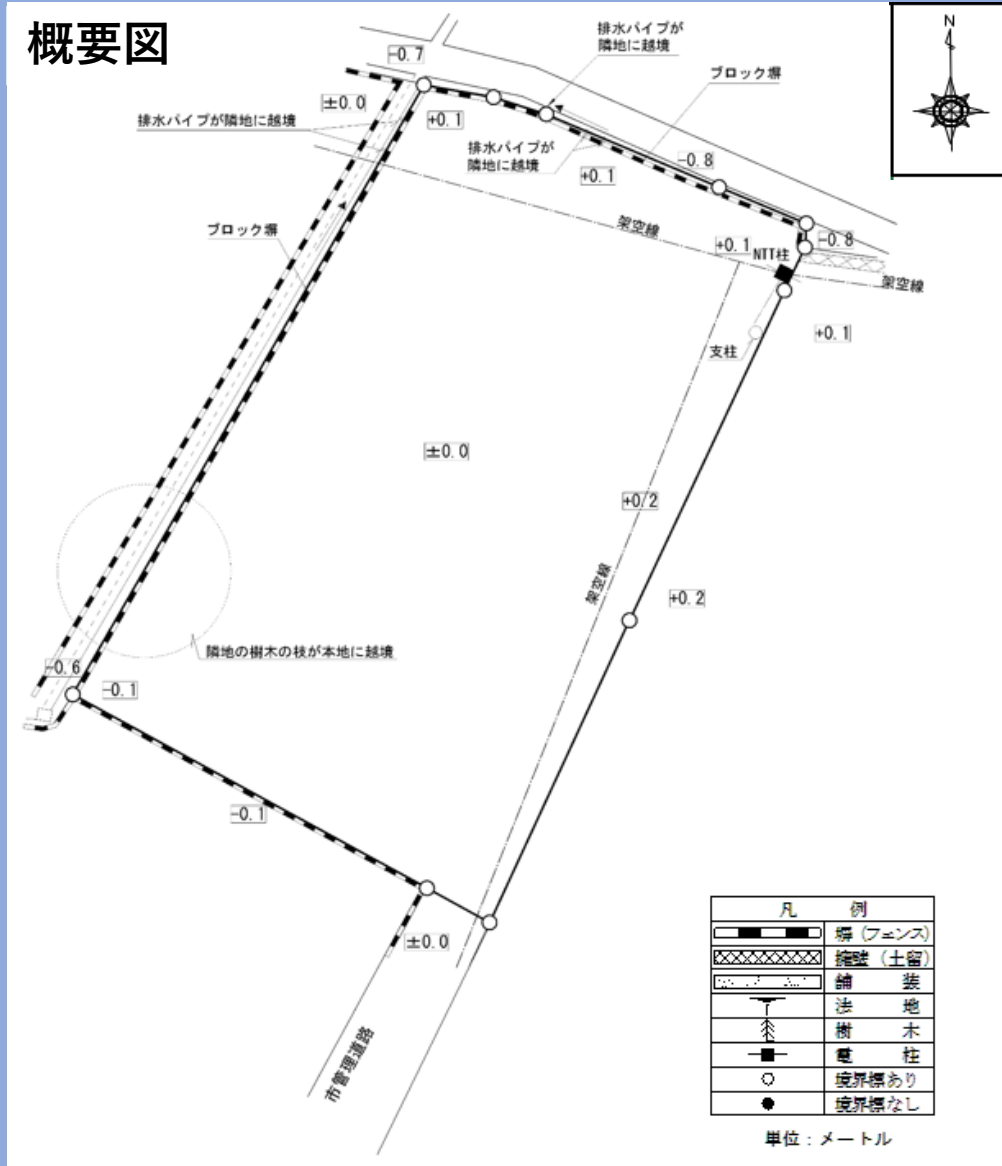 概要図
N
排水パイプが
隣地に越境
-0.7
ブロック塀
±0.0
排水パイプが隣地に越境
+0.1
排水パイプが
隣地に越境
-0.8
+0.1
ブロック塀
架空線
+0.1
NTT柱
-0.8
架空線
+0.1
支柱
±0.0
+0.2
架空線
+0.2
隣地の樹木の枝が本地に越境
-0.6
-0.1
-0.1
±0.0
市管理道路
凡 例
塀（フェンス）
擁壁（土留）
舗 装
法 地
樹 木
電 柱
境界標あり
境界標なし
単位：メートル